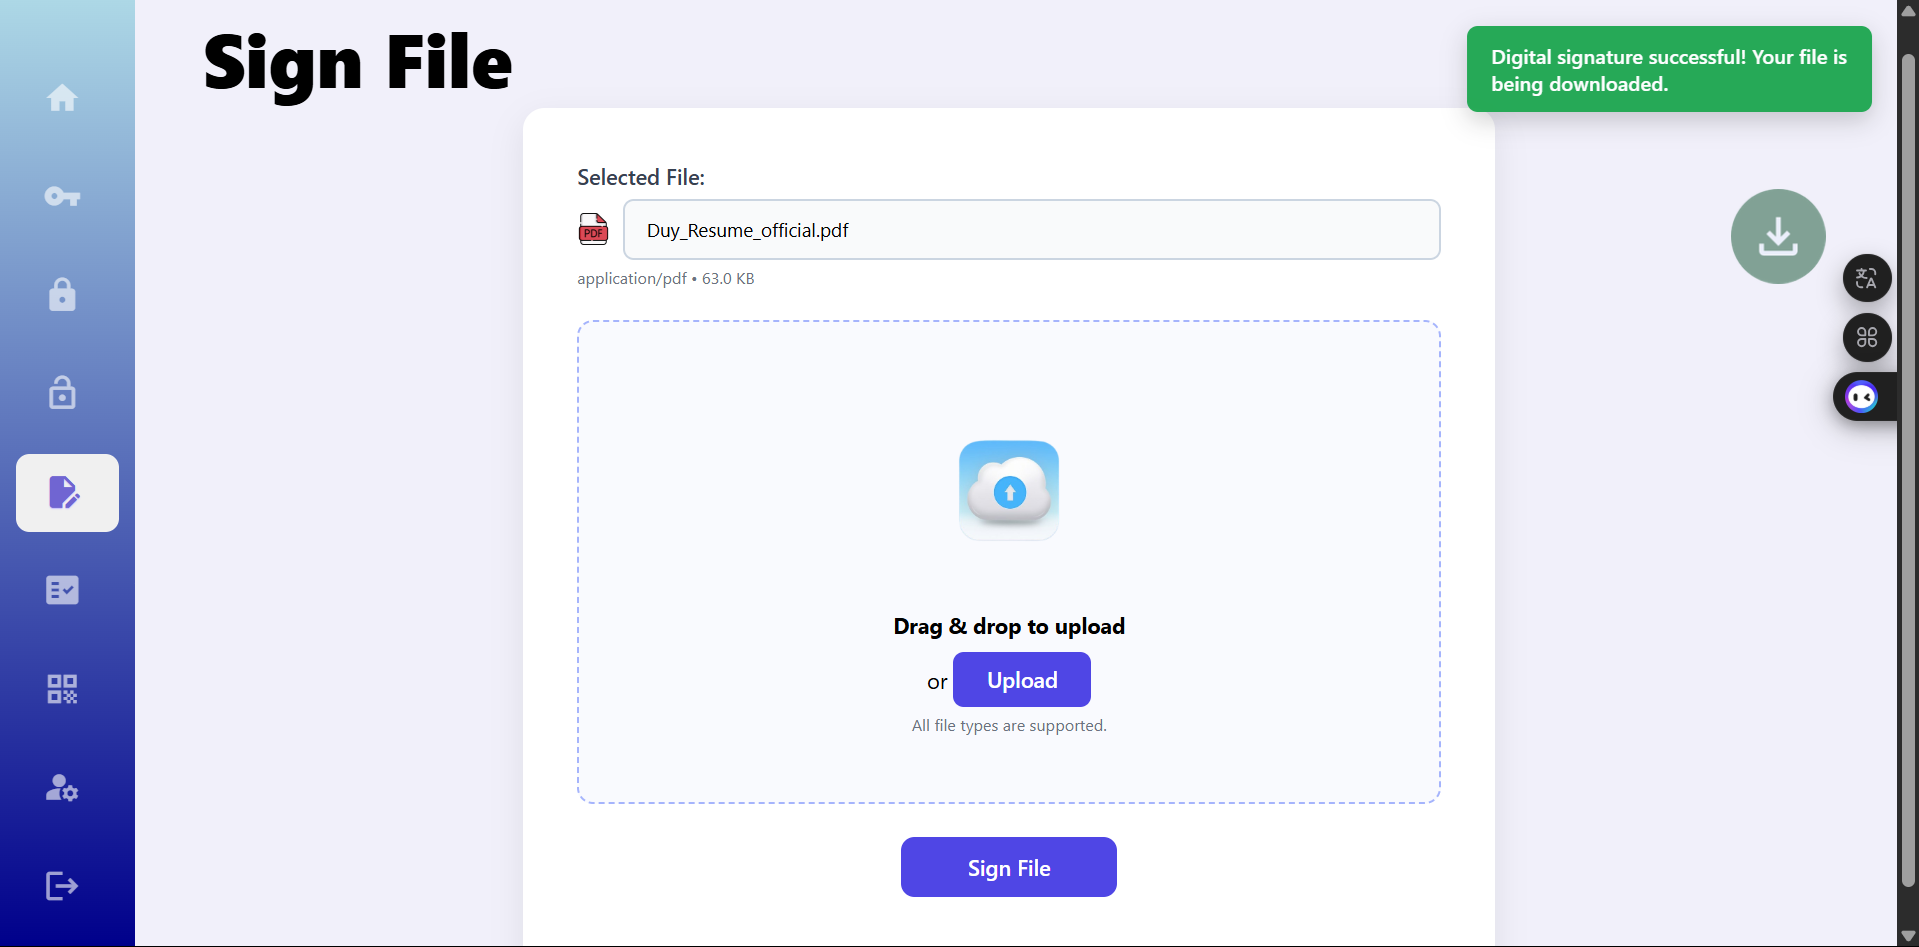 Sign File
Digital signature successful! Your file is
being downloaded.
Selected File:
PDF
Duy_Resume_official.pdf
application/pdf • 63.0 KB
Drag & drop to upload
or Upload
All file types are supported.
Sign File